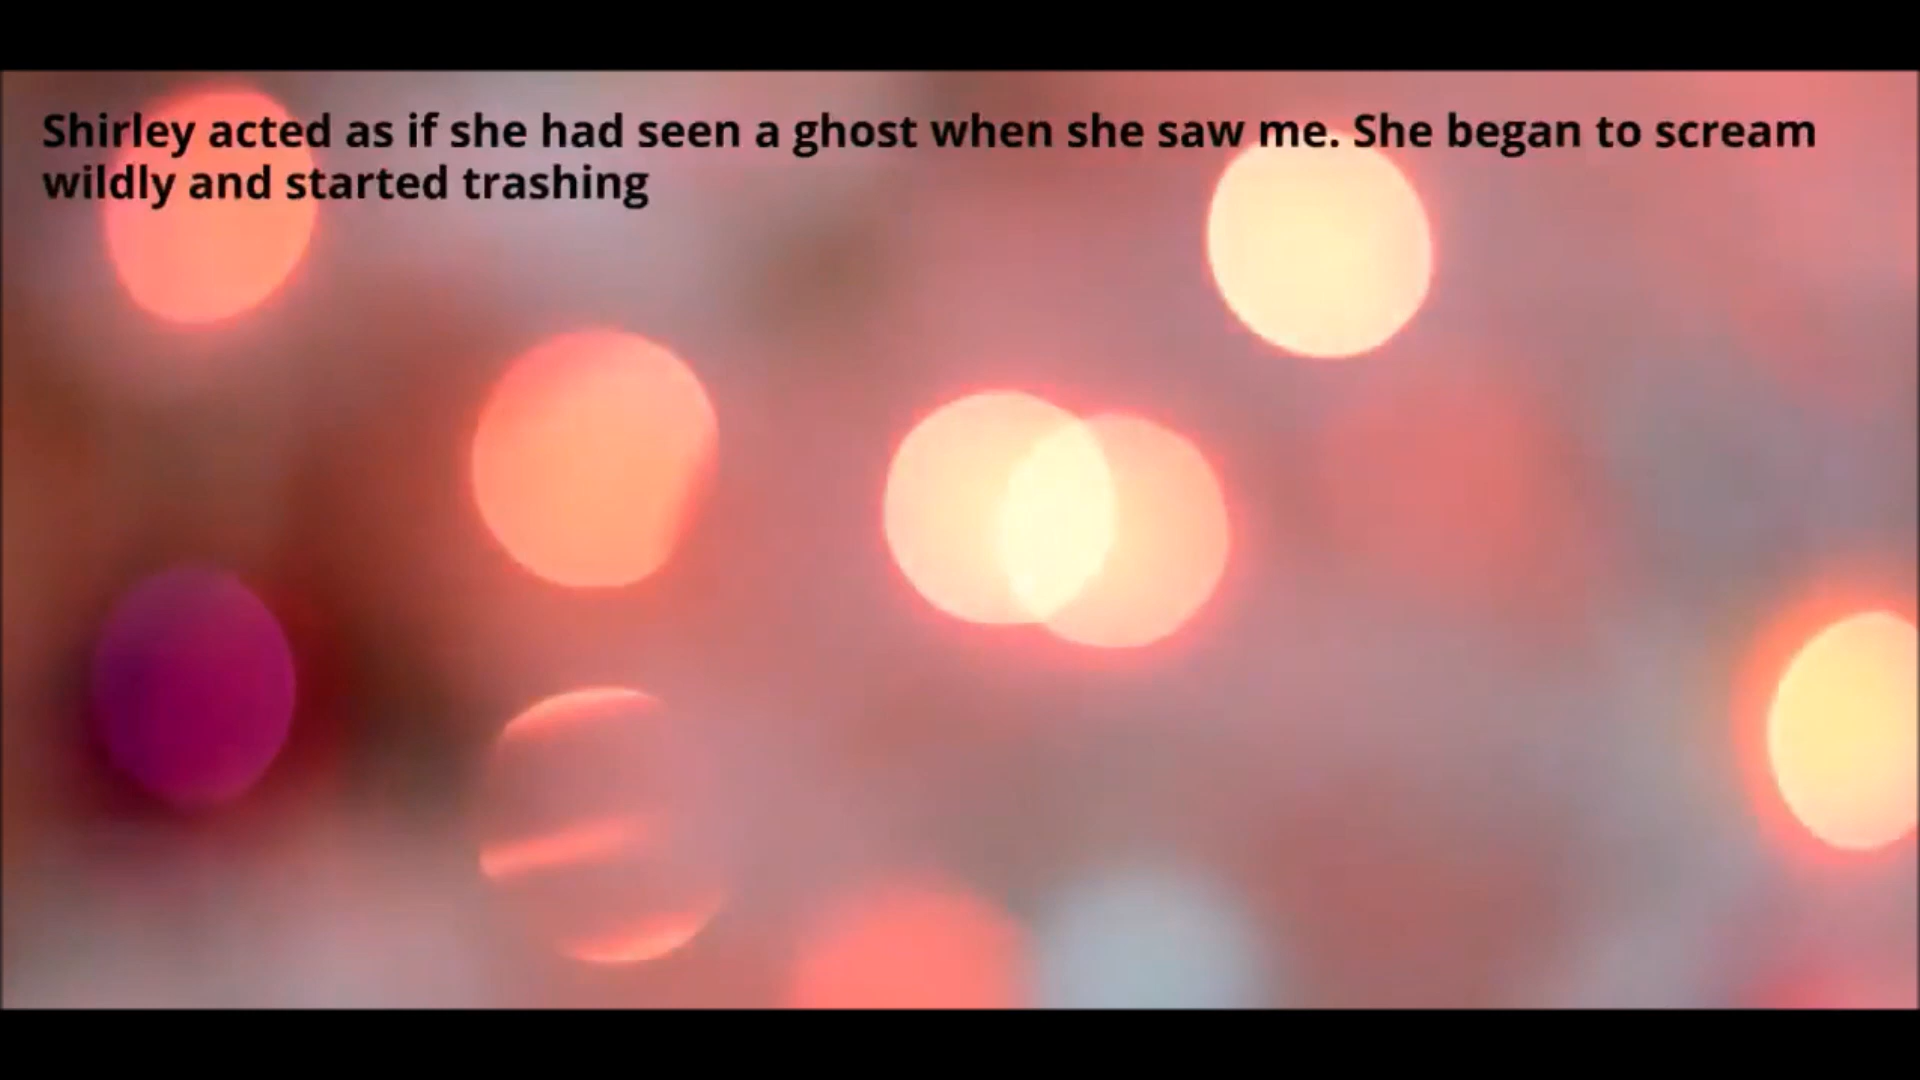 Shirley acted as if she had seen a ghost when she saw me. She began to scream
wildly and started trashing